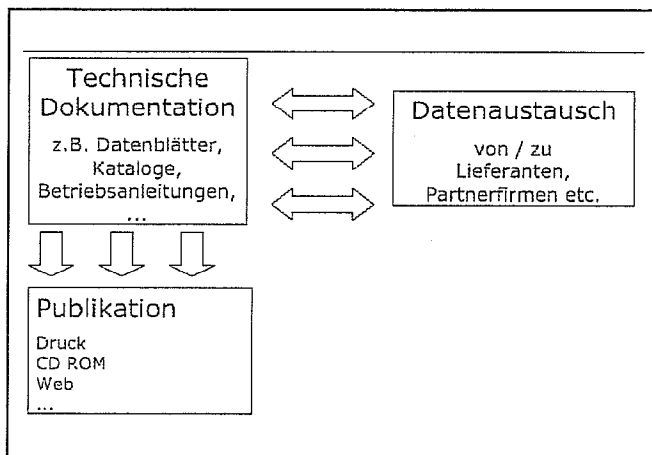 Technische
Dokumentation
z.B. Datenblätter,
Kataloge,
Betriebsanleitungen,
...
Datenaustausch
von / zu
Lieferanten,
Partnerfirmen etc.
Publikation
Druck
CD ROM
Web
...